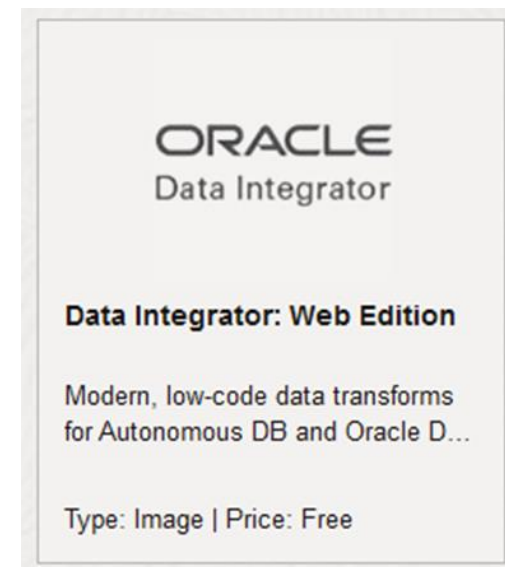 ORACLE
Data Integrator
Data Integrator: Web Edition
Modern, low-code data transforms
for Autonomous DB and Oracle D...
Type: Image | Price: Free